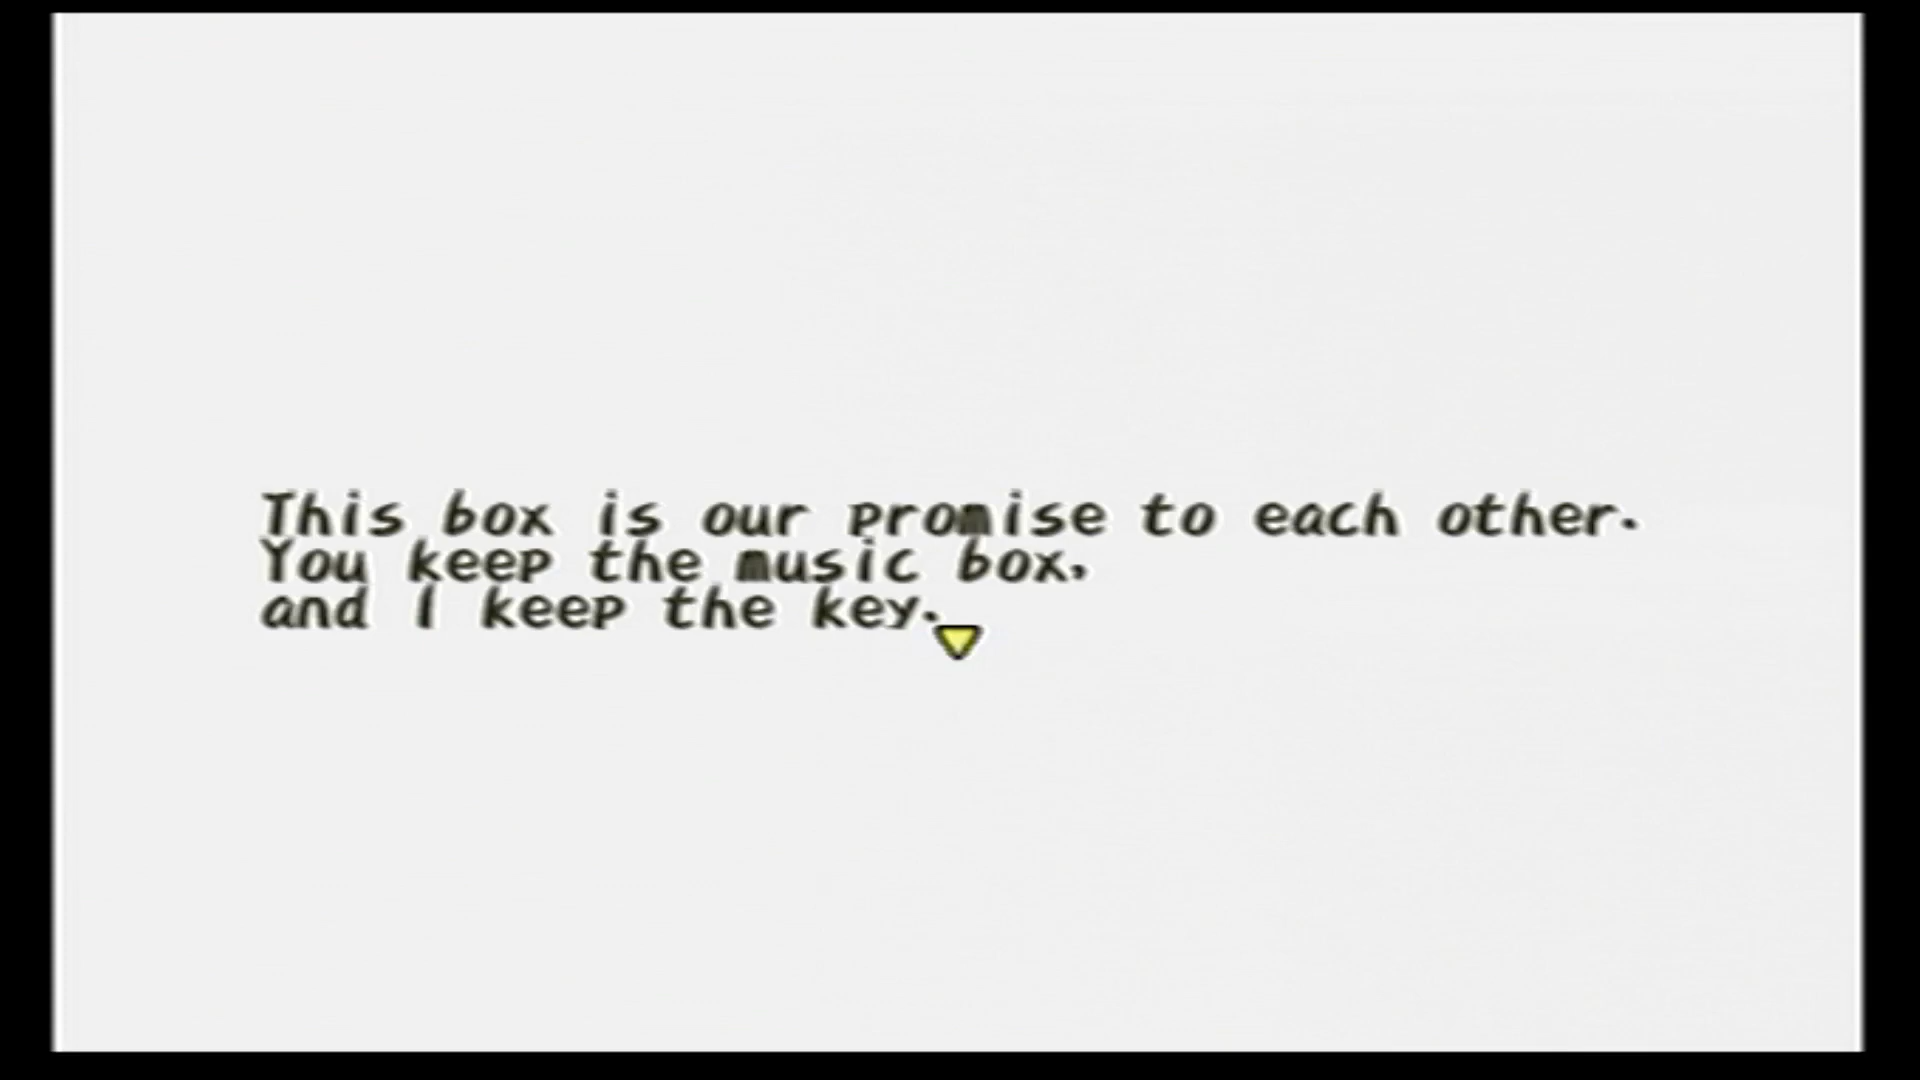 This box is our promise to each other.
You keep the music box,
and I keep the key.